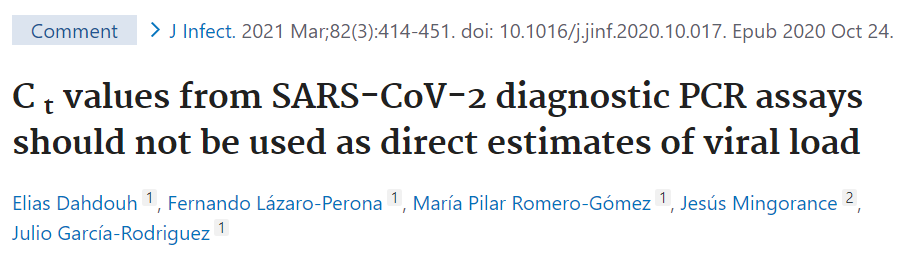 Comment J Infect. 2021 Mar;82(3):414-451. doi: 10.1016/j.jinf.2020.10.017. Epub 2020 Oct 24.
C t values from SARS-CoV-2 diagnostic PCR assays
should not be used as direct estimates of viral load
Elias Dahdouh 1, Fernando Lázaro-Perona 1, María Pilar Romero-Gómez 1, Jesús Mingorance 2,
Julio García-Rodriguez 1